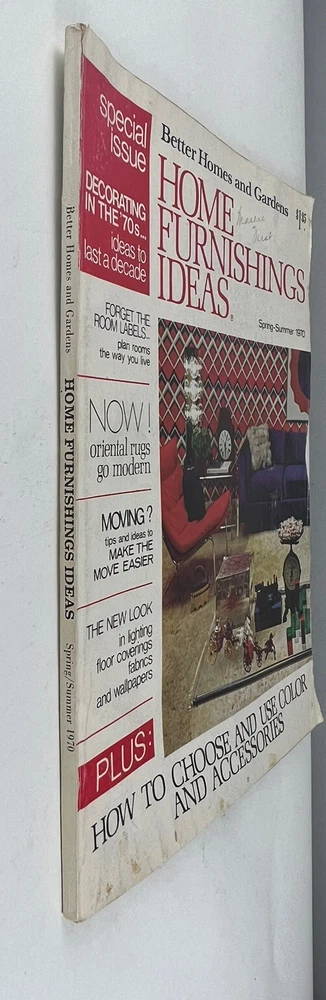 Better Homes and Gardens
HOME FURNISHINGS IDEAS
Spring/Summer 1970
special
issue
DECORATING
IN THE '70s...
ideas to
last a decade
FORGET THE
ROOM LABELS...
plan rooms
the way you live
NOW!
oriental rugs
go modern
MOVING?
tips and ideas to
MAKE THE
MOVE EASIER
THE NEW LOOK
in lighting
floor coverings
fabrics
and wallpapers
PLUS:
Better Homes and Gardens
HOME
FURNISHINGS
IDEAS®
Spring-Summer 1970
HOW TO CHOOSE AND USE COLOR
AND ACCESSORIES